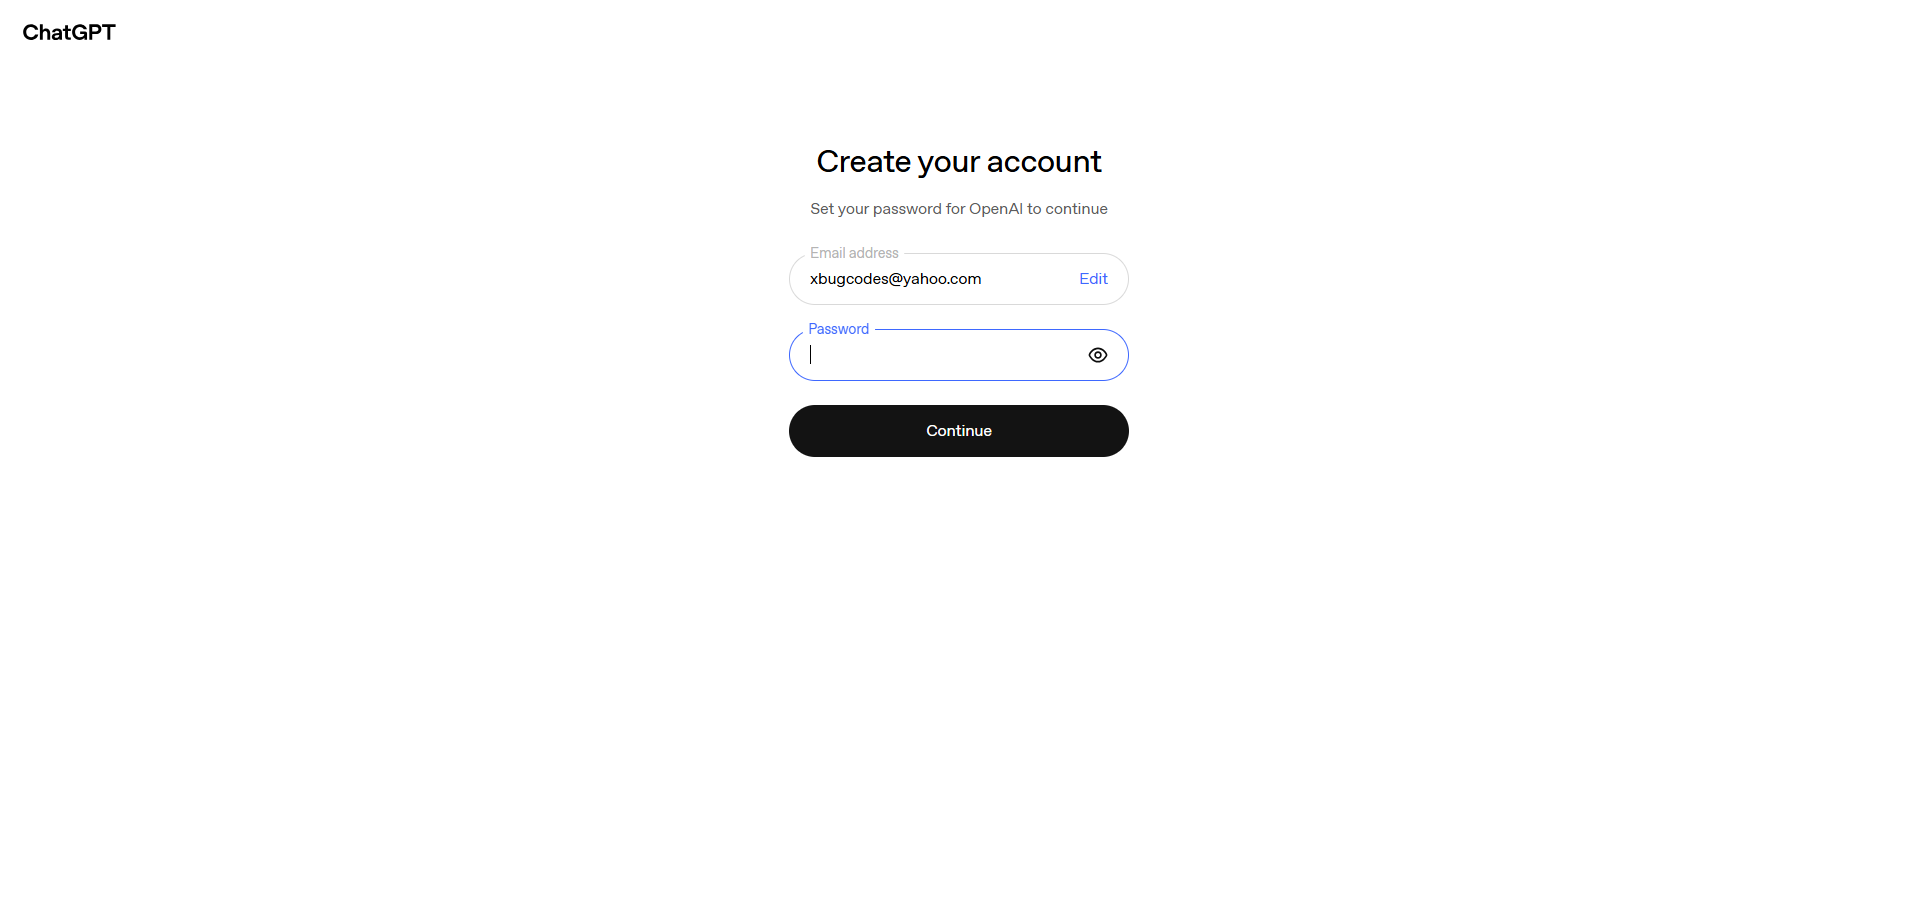 ChatGPT
Create your account
Set your password for OpenAI to continue
Email address
xbugcodes@yahoo.com Edit
Password
Continue